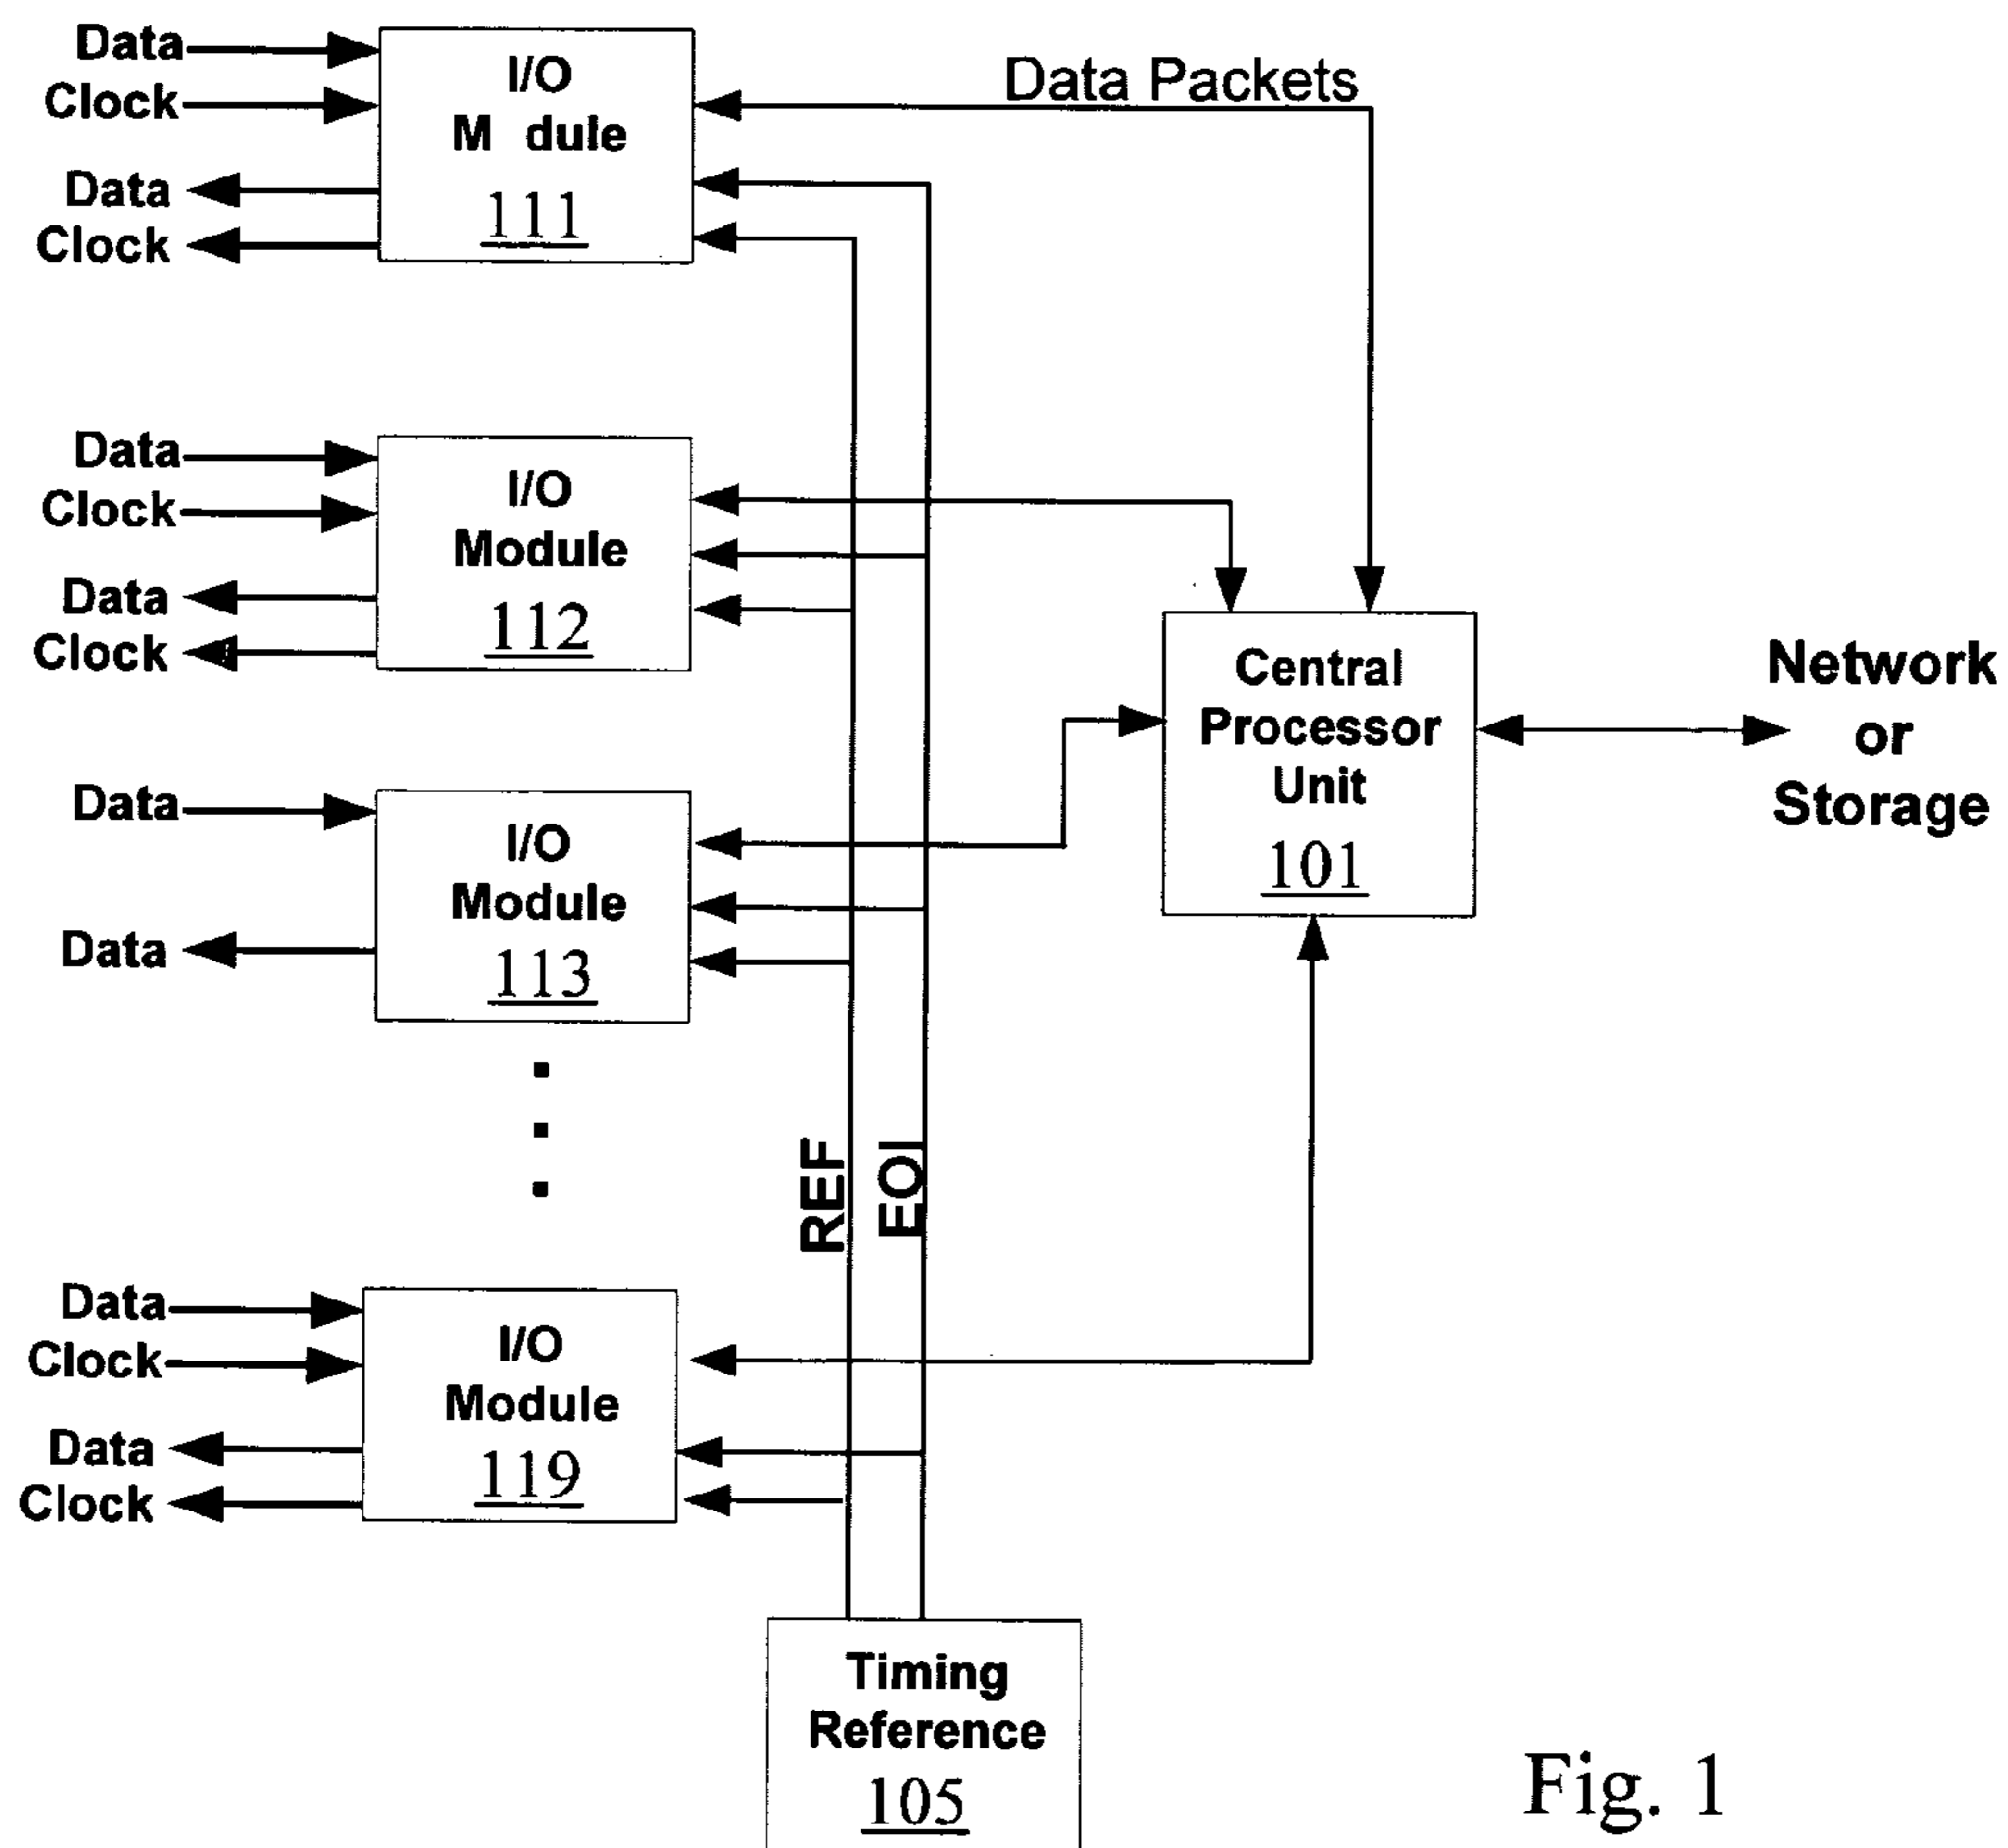 Data
Clock
Data
Clock
I/O
M dule
111
Data Packets
Data
Clock
Data
Clock
I/O
Module
112
Central
Processor
Unit
101
Network
or
Storage
Data
Data
I/O
Module
113
REF
EOI
Data
Clock
Data
Clock
I/O
Module
119
Timing
Reference
105
Fig. 1